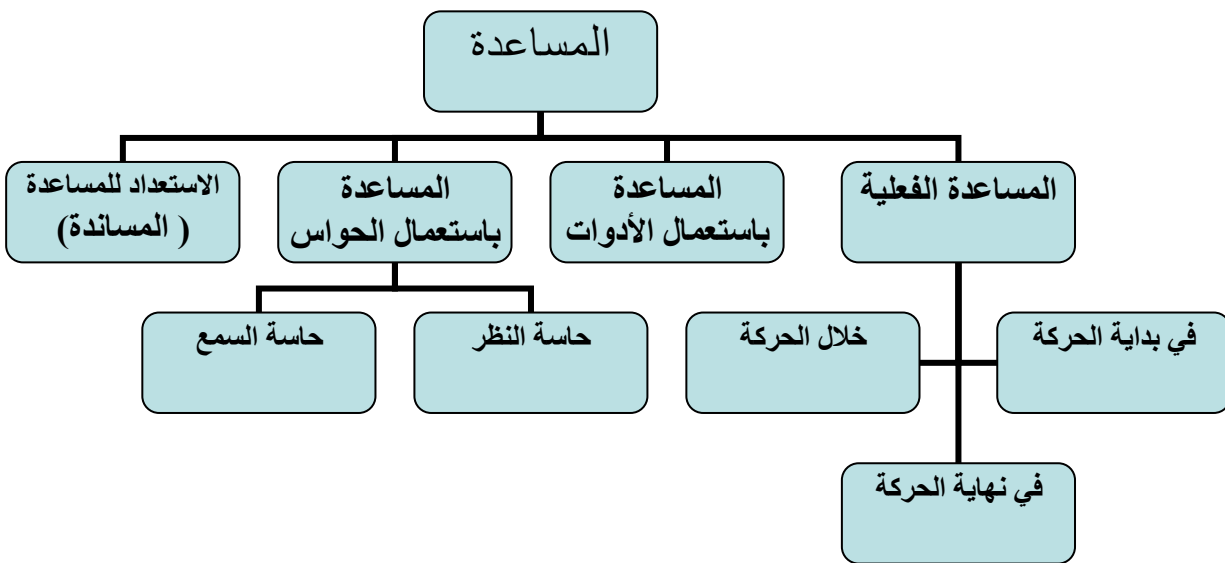 المساعدة
المساعدة الفعلية
المساعدة
باستعمال الأدوات
المساعدة
باستعمال الحواس
الاستعداد للمساعدة
( المساندة)
في بداية الحركة
خلال الحركة
حاسة النظر
حاسة السمع
في نهاية الحركة